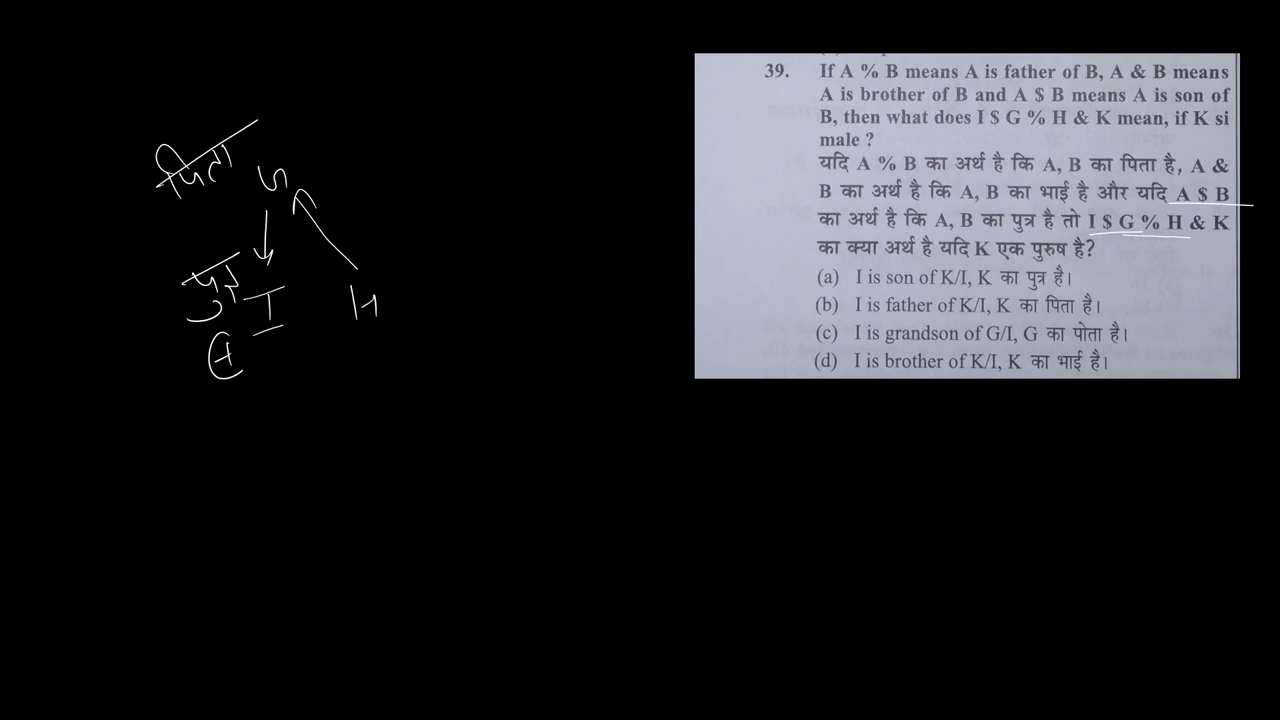 पिता
G
पुत्र I H
+
39. If A % B means A is father of B, A & B means
A is brother of B and A $ B means A is son of
B, then what does I $ G % H & K mean, if K si
male ?
यदि A % B का अर्थ है कि A, B का पिता है, A &
B का अर्थ है कि A, B का भाई है और यदि A $ B
का अर्थ है कि A, B का पुत्र है तो I $ G % H & K
का क्या अर्थ है यदि K एक पुरुष है?
(a) I is son of K/I, K का पुत्र है।
(b) I is father of K/I, K का पिता है।
(c) I is grandson of G/I, G का पोता है।
(d) I is brother of K/I, K का भाई है।